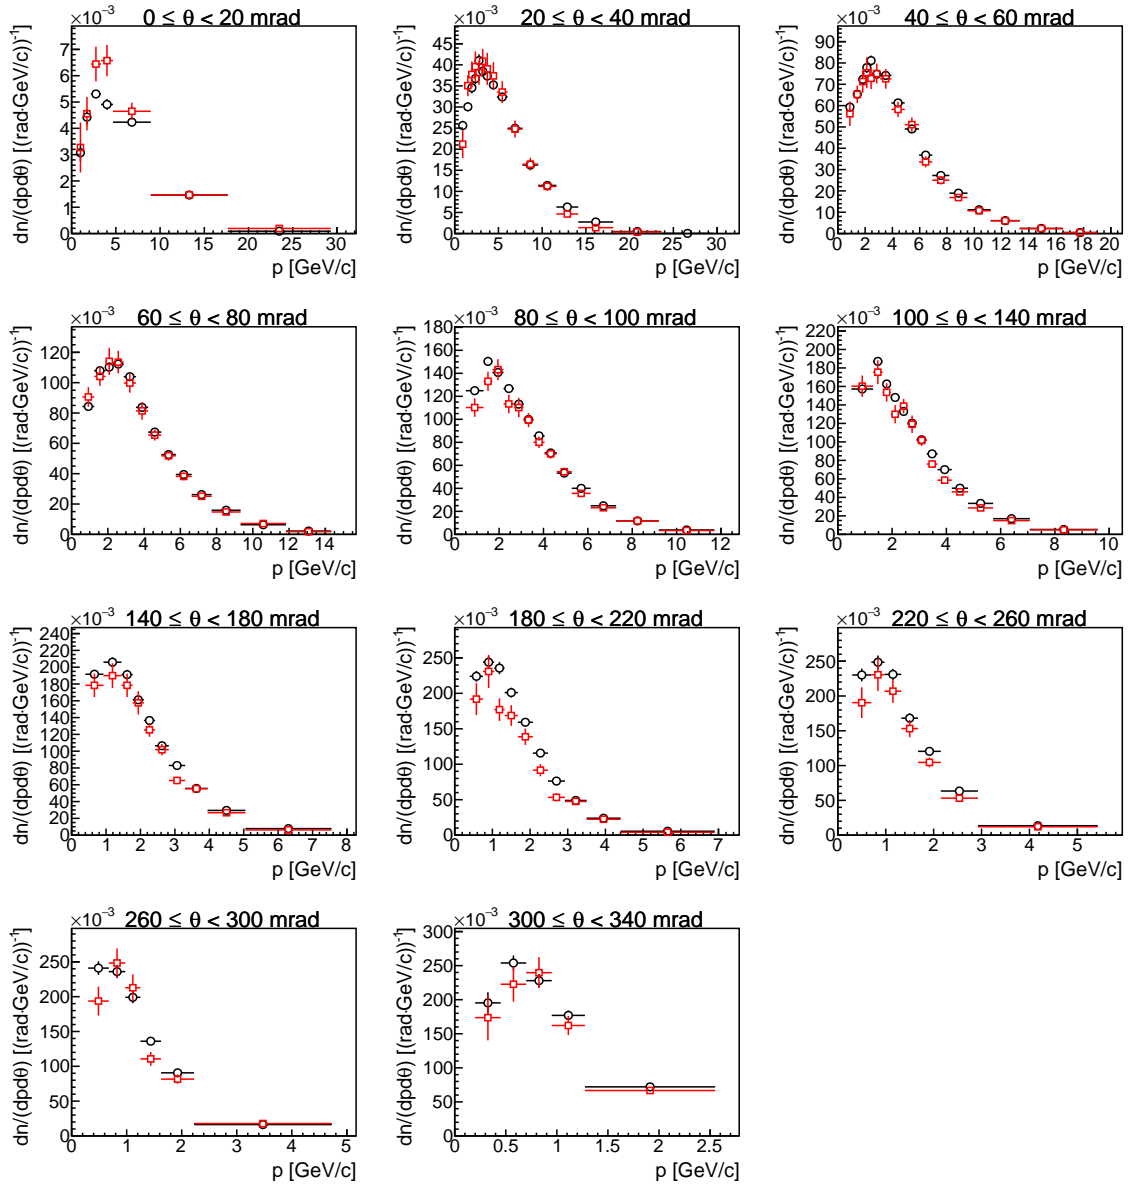 0 ≤ θ < 20 mrad
×10⁻³
dn/(dpdθ) [(rad·GeV/c))⁻¹]
7
6
5
4
3
2
1
0
0 5 10 15 20 25 30
p [GeV/c]
20 ≤ θ < 40 mrad
×10⁻³
dn/(dpdθ) [(rad·GeV/c))⁻¹]
45
40
35
30
25
20
15
10
5
0
0 5 10 15 20 25 30
p [GeV/c]
40 ≤ θ < 60 mrad
×10⁻³
dn/(dpdθ) [(rad·GeV/c))⁻¹]
90
80
70
60
50
40
30
20
10
0
0 2 4 6 8 10 12 14 16 18 20
p [GeV/c]
60 ≤ θ < 80 mrad
×10⁻³
dn/(dpdθ) [(rad·GeV/c))⁻¹]
120
100
80
60
40
20
0
0 2 4 6 8 10 12 14
p [GeV/c]
80 ≤ θ < 100 mrad
×10⁻³
dn/(dpdθ) [(rad·GeV/c))⁻¹]
180
160
140
120
100
80
60
40
20
0
0 2 4 6 8 10 12
p [GeV/c]
100 ≤ θ < 140 mrad
×10⁻³
dn/(dpdθ) [(rad·GeV/c))⁻¹]
220
200
180
160
140
120
100
80
60
40
20
0
0 2 4 6 8 10
p [GeV/c]
140 ≤ θ < 180 mrad
×10⁻³
dn/(dpdθ) [(rad·GeV/c))⁻¹]
240
220
200
180
160
140
120
100
80
60
40
20
0
0 1 2 3 4 5 6 7 8
p [GeV/c]
180 ≤ θ < 220 mrad
×10⁻³
dn/(dpdθ) [(rad·GeV/c))⁻¹]
250
200
150
100
50
0
0 1 2 3 4 5 6 7
p [GeV/c]
220 ≤ θ < 260 mrad
×10⁻³
dn/(dpdθ) [(rad·GeV/c))⁻¹]
250
200
150
100
50
0
0 1 2 3 4 5
p [GeV/c]
260 ≤ θ < 300 mrad
×10⁻³
dn/(dpdθ) [(rad·GeV/c))⁻¹]
250
200
150
100
50
0
0 1 2 3 4 5
p [GeV/c]
300 ≤ θ < 340 mrad
×10⁻³
dn/(dpdθ) [(rad·GeV/c))⁻¹]
300
250
200
150
100
50
0
0 0.5 1 1.5 2 2.5
p [GeV/c]